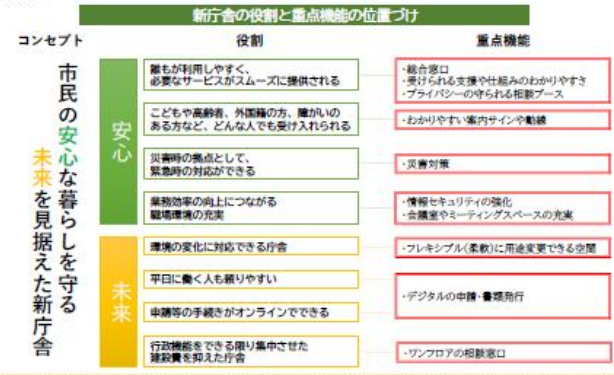 新庁舎の役割と重点機能の位置づけ
コンセプト
役割
重点機能
市民の安心な暮らしを守る
未来を見据えた新庁舎
安心
誰もが利用しやすく、
必要なサービスがスムーズに提供される
・総合窓口
・受けられる支援や仕組みのわかりやすさ
・プライバシーの守られる相談ブース
こどもや高齢者、外国籍の方、障がいの
ある方など、どんな人でも受け入れられる
・わかりやすい案内サインや動線
災害時の拠点として、
緊急時の対応ができる
・災害対策
業務効率の向上につながる
職場環境の充実
・情報セキュリティの強化
・会議室やミーティングスペースの充実
未来
環境の変化に対応できる庁舎
・フレキシブル(柔軟)に用途変更できる空間
平日に働く人も頼りやすい
申請等の手続きがオンラインでできる
・デジタルの申請・書類発行
行政機能をできる限り集中させた
建設費を抑えた庁舎
・ワンフロアの相談窓口